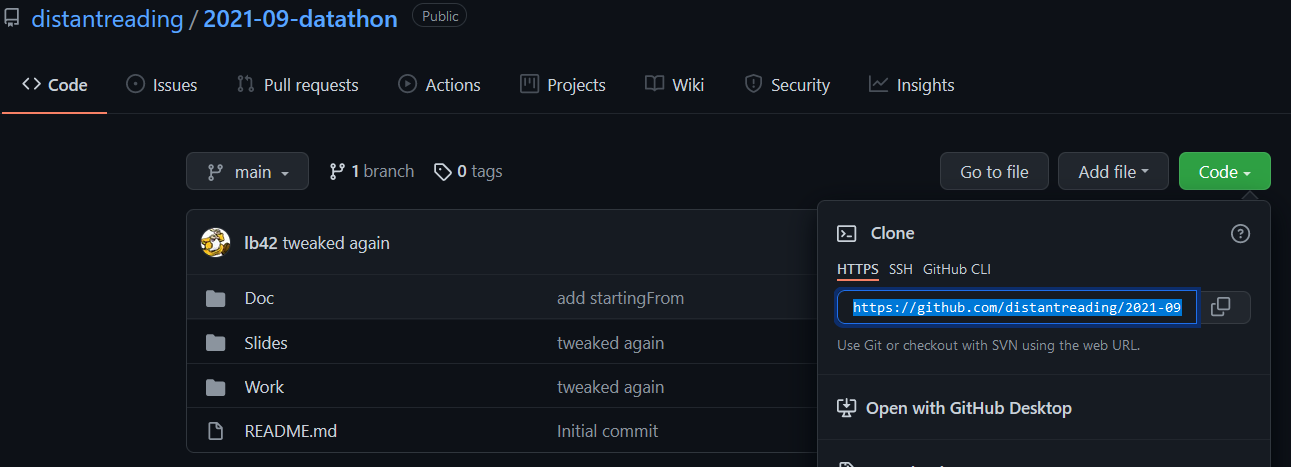 distantreading / 2021-09-datathon Public
Code Issues Pull requests Actions Projects Wiki Security Insights
main 1 branch 0 tags Go to file Add file Code
lb42 tweaked again
Doc add startingFrom
Slides tweaked again
Work tweaked again
README.md Initial commit
Clone
HTTPS SSH GitHub CLI
https://github.com/distantreading/2021-09
Use Git or checkout with SVN using the web URL.
Open with GitHub Desktop